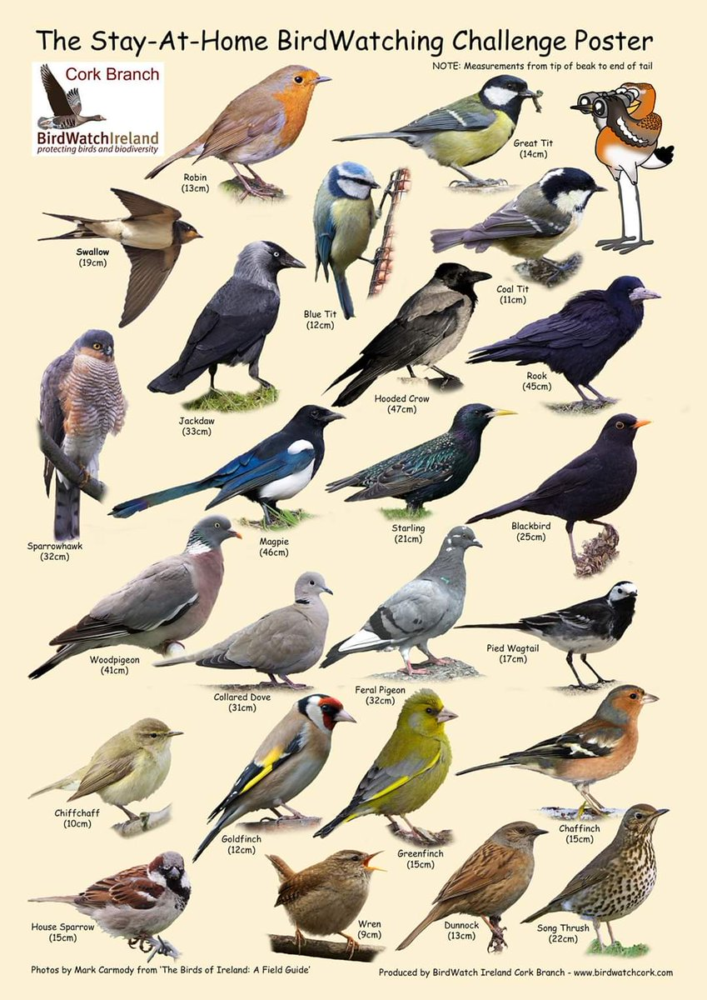 The Stay-At-Home BirdWatching Challenge Poster
NOTE: Measurements from tip of beak to end of tail
Cork Branch
BirdWatchIreland
protecting birds and biodiversity
Robin
(13cm)
Great Tit
(14cm)
Swallow
(19cm)
Blue Tit
(12cm)
Coal Tit
(11cm)
Jackdaw
(33cm)
Hooded Crow
(47cm)
Rook
(45cm)
Sparrowhawk
(32cm)
Magpie
(46cm)
Starling
(21cm)
Blackbird
(25cm)
Woodpigeon
(41cm)
Collared Dove
(31cm)
Feral Pigeon
(32cm)
Pied Wagtail
(17cm)
Chiffchaff
(10cm)
Goldfinch
(12cm)
Greenfinch
(15cm)
Chaffinch
(15cm)
House Sparrow
(15cm)
Wren
(9cm)
Dunnock
(13cm)
Song Thrush
(22cm)
Photos by Mark Carmody from 'The Birds of Ireland: A Field Guide'
Produced by BirdWatch Ireland Cork Branch - www.birdwatchcork.com